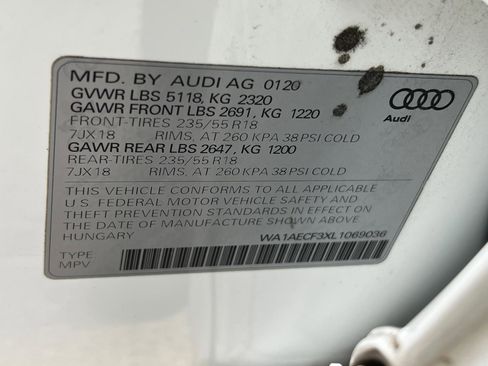 MFD. BY AUDI AG 0120
GVWR LBS 5118, KG 2320
GAWR FRONT LBS 2691, KG 1220
FRONT-TIRES 235/55 R18
7JX18 RIMS, AT 260 KPA 38 PSI COLD
GAWR REAR LBS 2647, KG 1200
REAR-TIRES 235/55 R18
7JX18 RIMS, AT 260 KPA 38 PSI COLD
THIS VEHICLE CONFORMS TO ALL APPLICABLE
U.S. FEDERAL MOTOR VEHICLE SAFETY AND
THEFT PREVENTION STANDARDS IN EFFECT ON
THE DATE OF MANUFACTURE SHOWN ABOVE
HUNGARY WA1AECF3XL1069036
TYPE
MPV
Audi